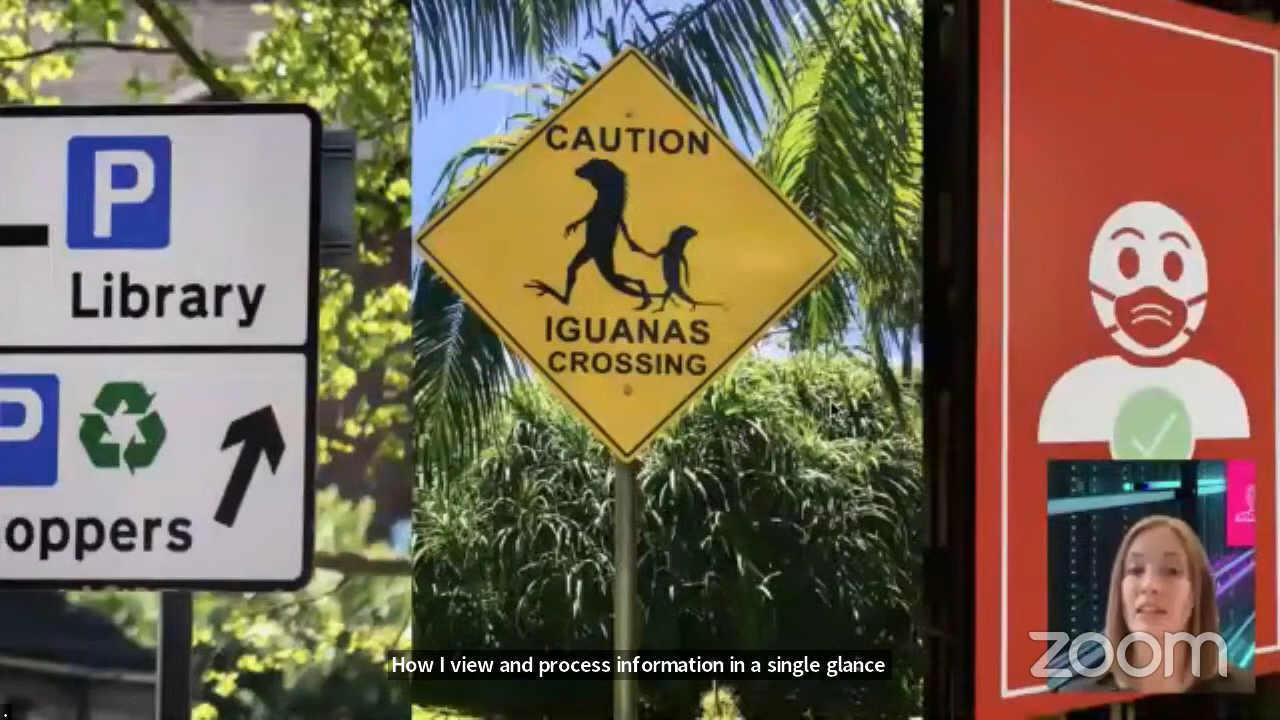 P
Library
P
oppers
CAUTION
IGUANAS
CROSSING
How I view and process information in a single glance
zoom